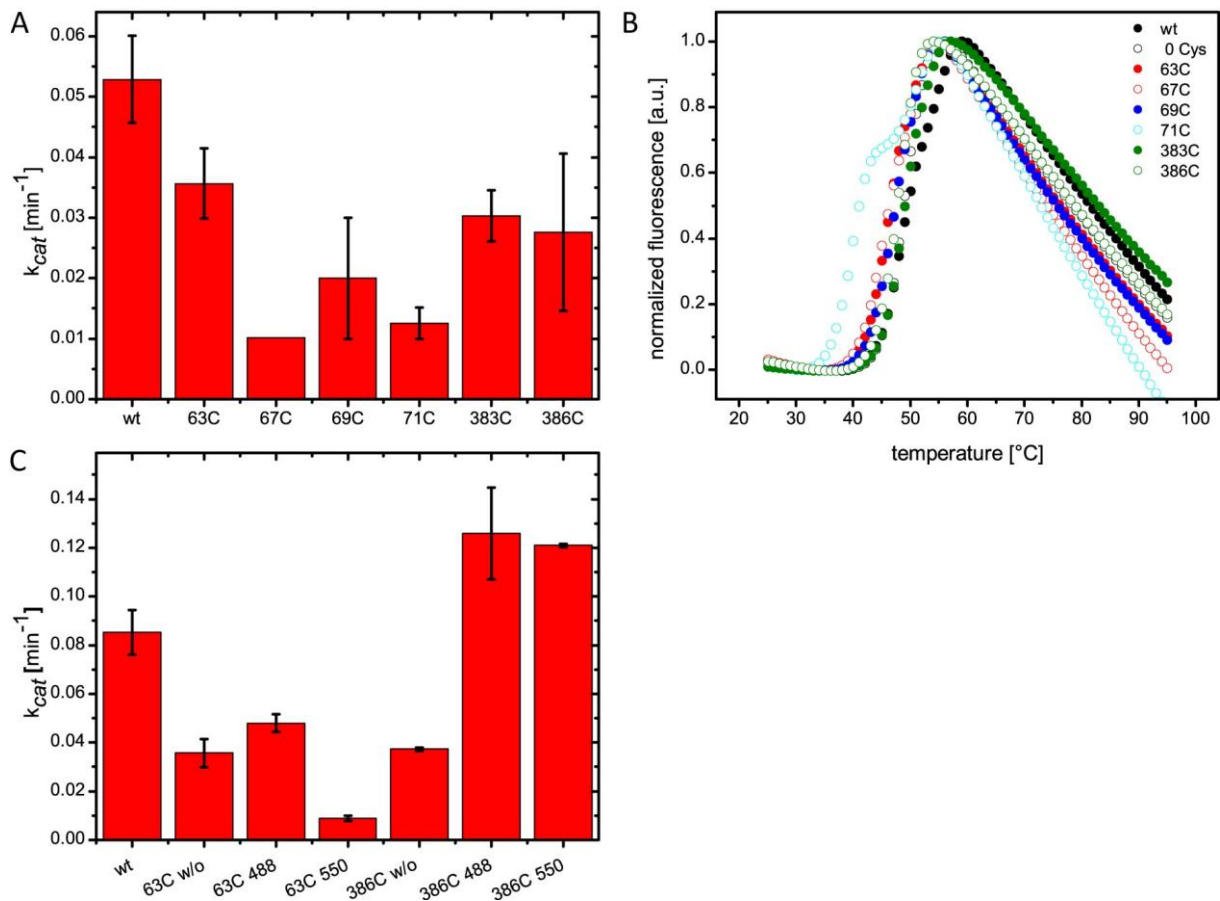 A
k_cat [min⁻¹]
0.06
0.05
0.04
0.03
0.02
0.01
0.00
wt 63C 67C 69C 71C 383C 386C
B
normalized fluorescence [a.u.]
1.0
0.8
0.6
0.4
0.2
0.0
wt
0 Cys
63C
67C
69C
71C
383C
386C
20 30 40 50 60 70 80 90 100
temperature [°C]
C
k_cat [min⁻¹]
0.14
0.12
0.10
0.08
0.06
0.04
0.02
0.00
wt 63C w/o 63C 488 63C 550 386C w/o 386C 488 386C 550